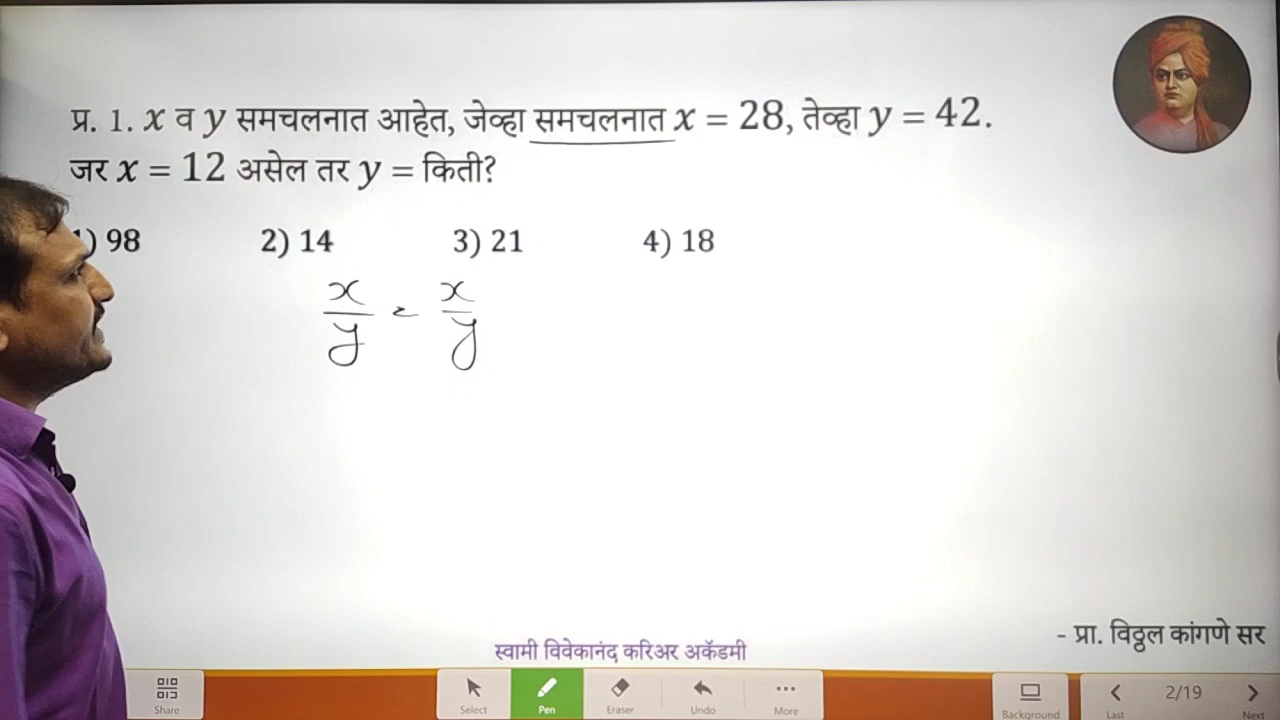 प्र. 1. x व y समचलनात आहेत, जेव्हा समचलनात x = 28, तेव्हा y = 42.
जर x = 12 असेल तर y = किती?
1) 98 2) 14 3) 21 4) 18
x/y = x/y
- प्रा. विठ्ठल कांगणे सर
स्वामी विवेकानंद करिअर अकॅडमी
Share Select Pen Eraser Undo More Background Last 2/19 Next